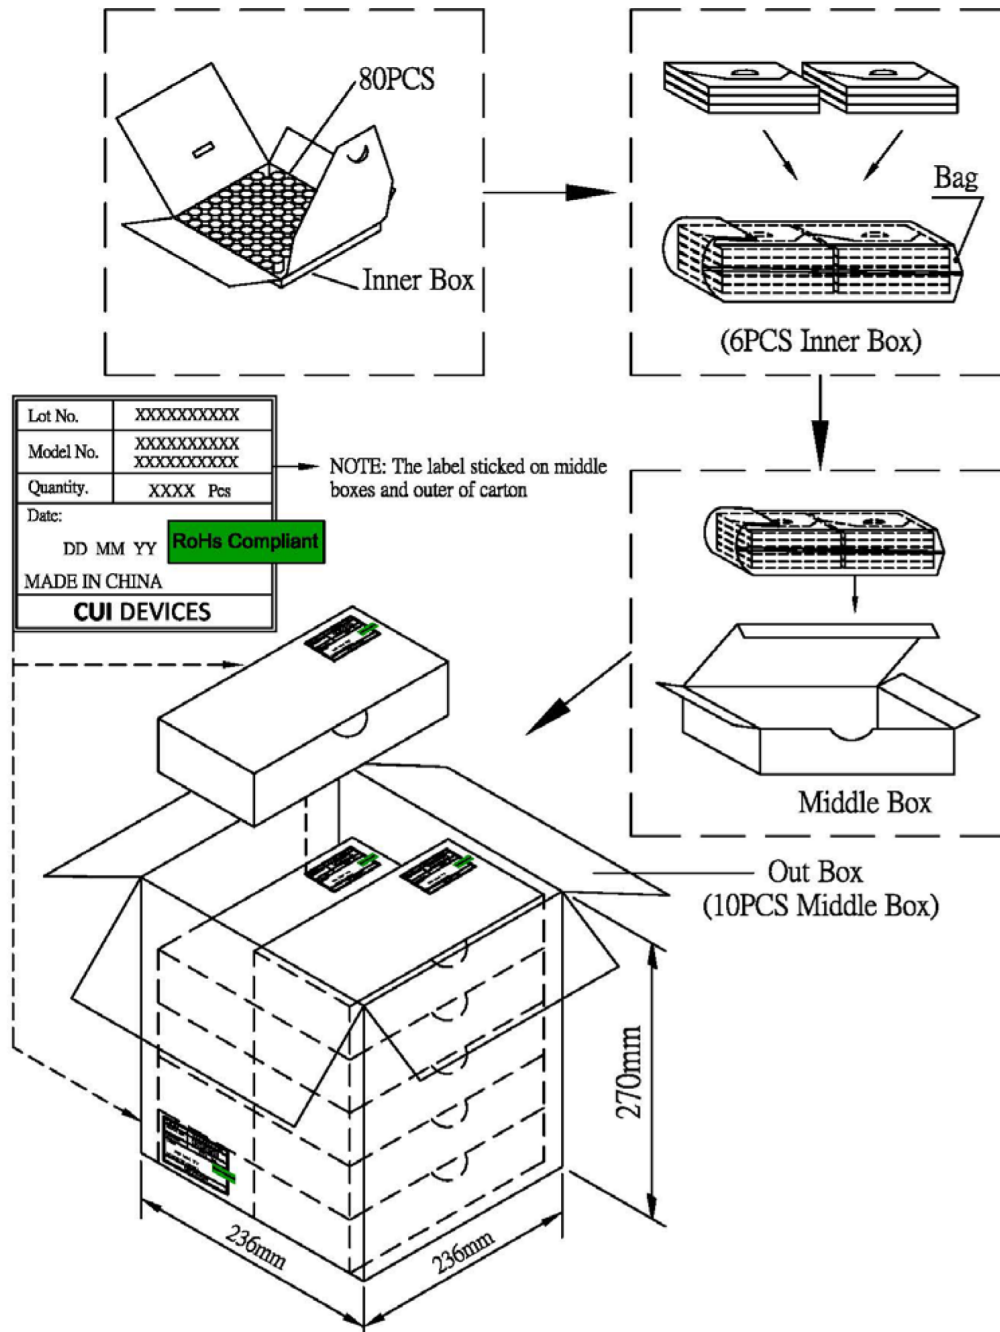 80PCS
Inner Box
Bag
(6PCS Inner Box)
Lot No. XXXXXXXXXX
Model No. XXXXXXXXXX
XXXXXXXXXX
Quantity. XXXX Pcs
Date:
DD MM YY
RoHs Compliant
MADE IN CHINA
CUI DEVICES
NOTE: The label sticked on middle
boxes and outer of carton
Middle Box
Out Box
(10PCS Middle Box)
270mm
236mm
236mm